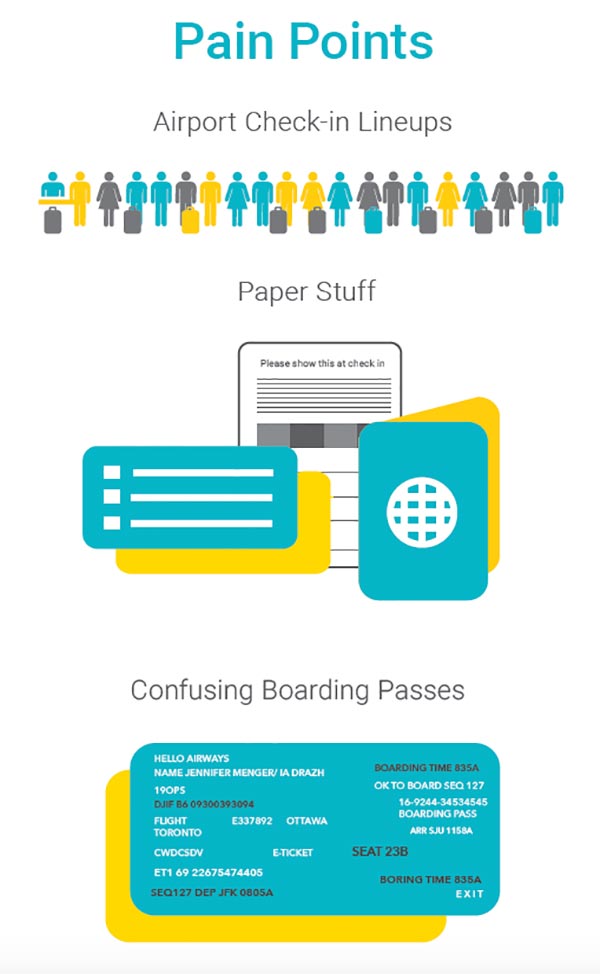 Pain Points
Airport Check-in Lineups
Paper Stuff
Please show this at check in
Confusing Boarding Passes
HELLO AIRWAYS
NAME JENNIFER MENGER/ IA DRAZH
19OPS
DJIF B6 09300393094
FLIGHT E337892 OTTAWA
TORONTO
CWDCSDV E-TICKET SEAT 23B
ET1 69 22675474405
SEQ127 DEP JFK 0805A
BOARDING TIME 835A
OK TO BOARD SEQ 127
16-9244-34534545
BOARDING PASS
ARR SJU 1158A
BORING TIME 835A
EXIT